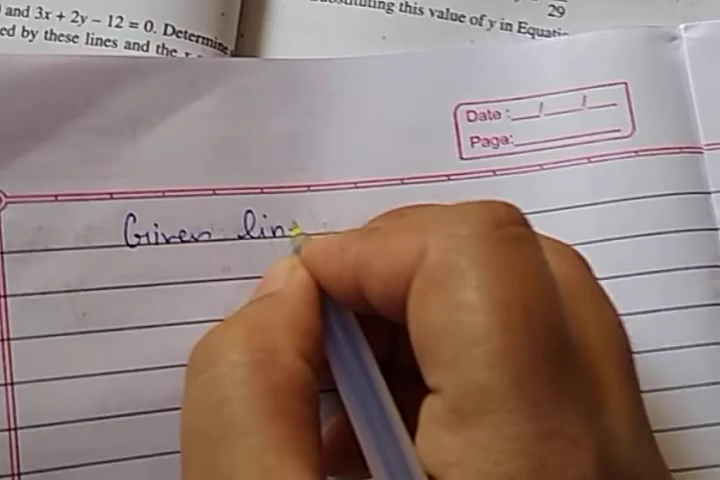 and 3x + 2y – 12 = 0. Determine
ed by these lines and the x
29
this value of y in
Date :
Page:
Given lin